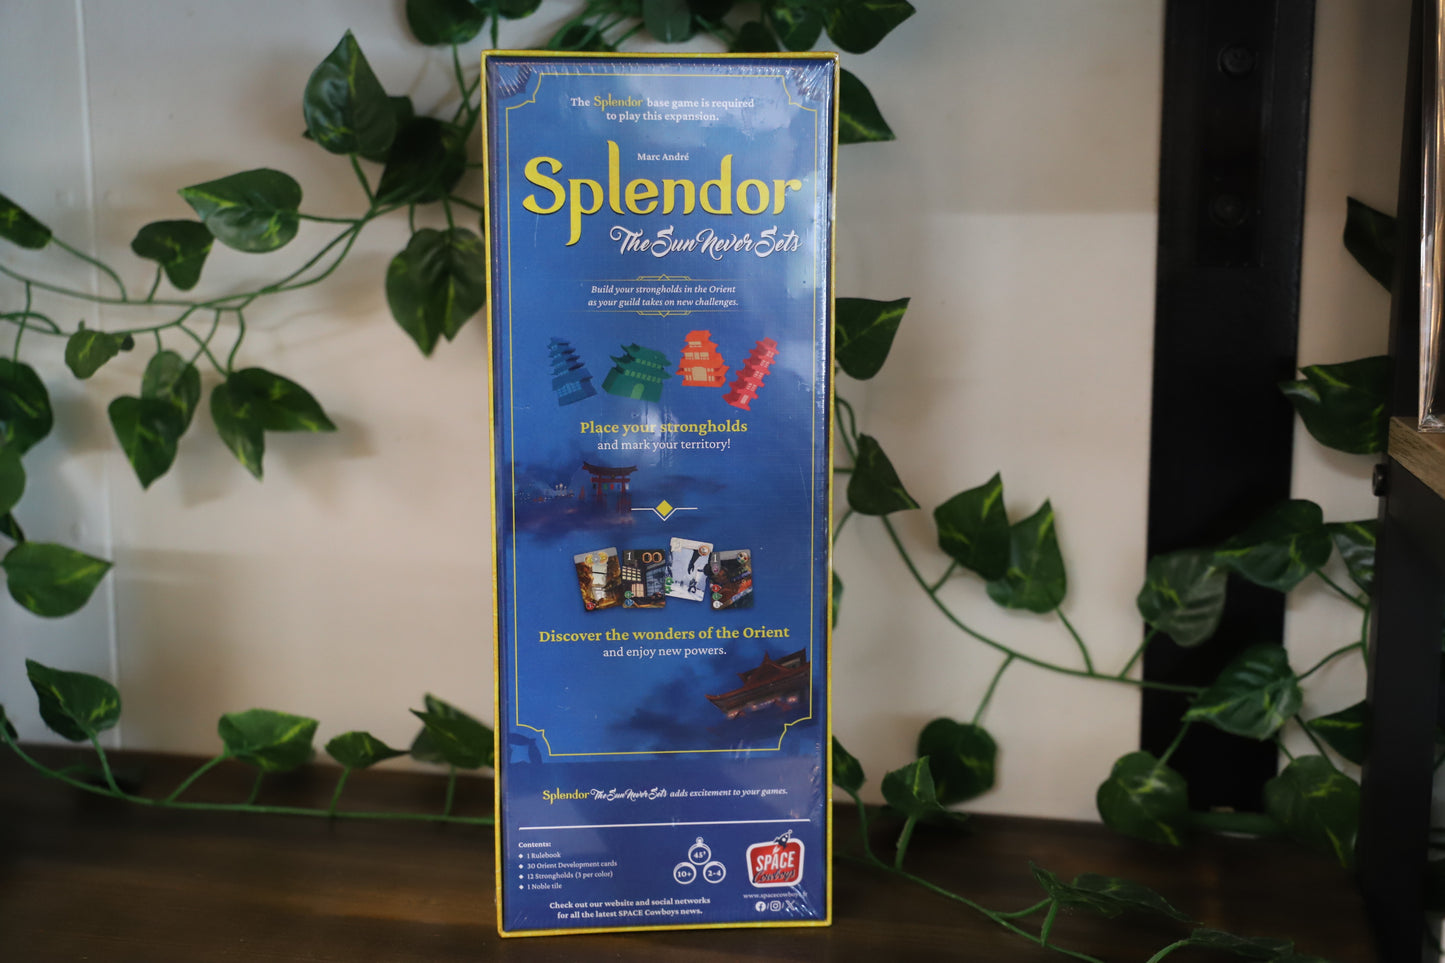 The Splendor base game is required
to play this expansion.
Marc André
Splendor
The Sun Never Sets
Build your strongholds in the Orient
as your guild takes on new challenges.
Place your strongholds
and mark your territory!
Discover the wonders of the Orient
and enjoy new powers.
Splendor The Sun Never Sets adds excitement to your games.
Contents:
◆ 1 Rulebook
◆ 30 Orient Development cards
◆ 12 Strongholds (3 per color)
◆ 1 Noble tile
45'
10+
2-4
SPACE
Cowboys
www.spacecowboys.fr
Check out our website and social networks
for all the latest SPACE Cowboys news.